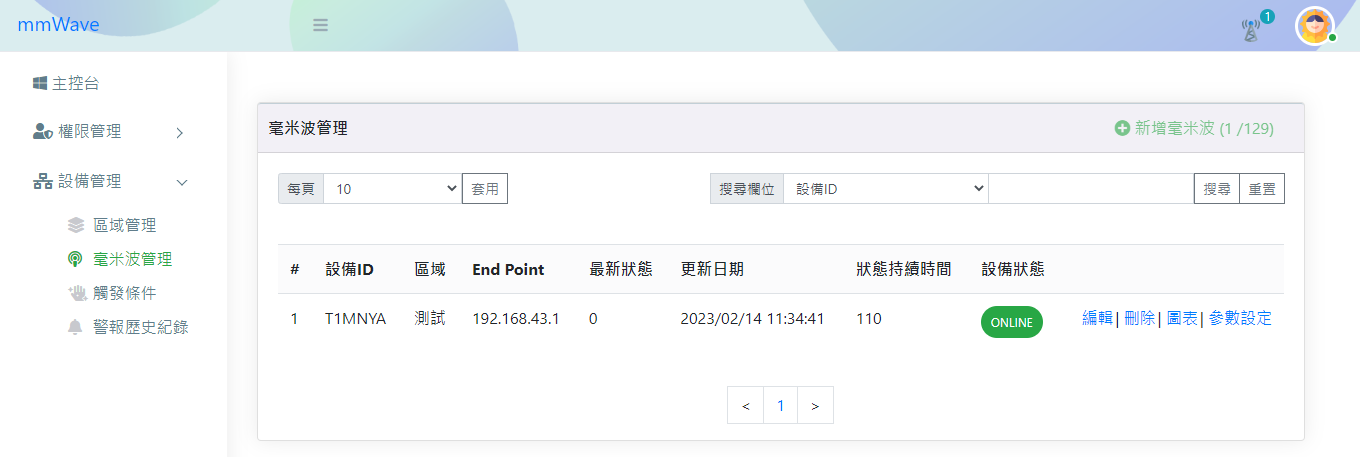 mmWave
1
主控台
權限管理
設備管理
區域管理
毫米波管理
觸發條件
警報歷史紀錄
毫米波管理
新增毫米波 (1 /129)
每頁 10 套用
搜尋欄位 設備ID 搜尋 重置
# 設備ID 區域 End Point 最新狀態 更新日期 狀態持續時間 設備狀態
1 T1MNYA 測試 192.168.43.1 0 2023/02/14 11:34:41 110 ONLINE 編輯| 刪除| 圖表| 參數設定
< 1 >